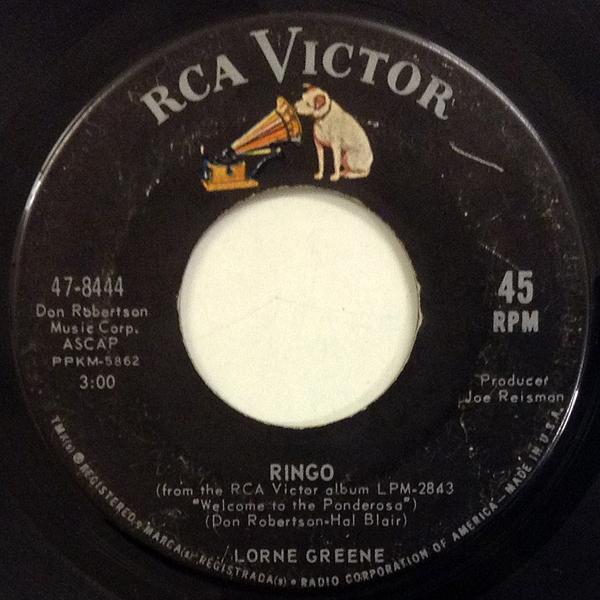 RCA VICTOR
47-8444
Don Robertson
Music Corp.
ASCAP
PPKM-5862
3:00
45
RPM
Producer
Joe Reisman
RINGO
(from the RCA Victor album LPM-2843
"Welcome to the Ponderosa")
(Don Robertson-Hal Blair)
LORNE GREENE
TMK(s) ® REGISTERED • MARCA(s) REGISTRADA(s) • RADIO CORPORATION OF AMERICA — MADE IN U.S.A.